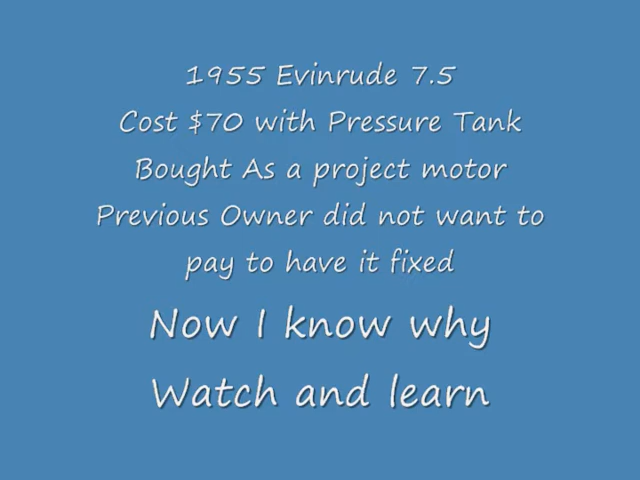 1955 Evinrude 7.5
Cost $70 with Pressure Tank
Bought As a project motor
Previous Owner did not want to
pay to have it fixed
Now I know why
Watch and learn